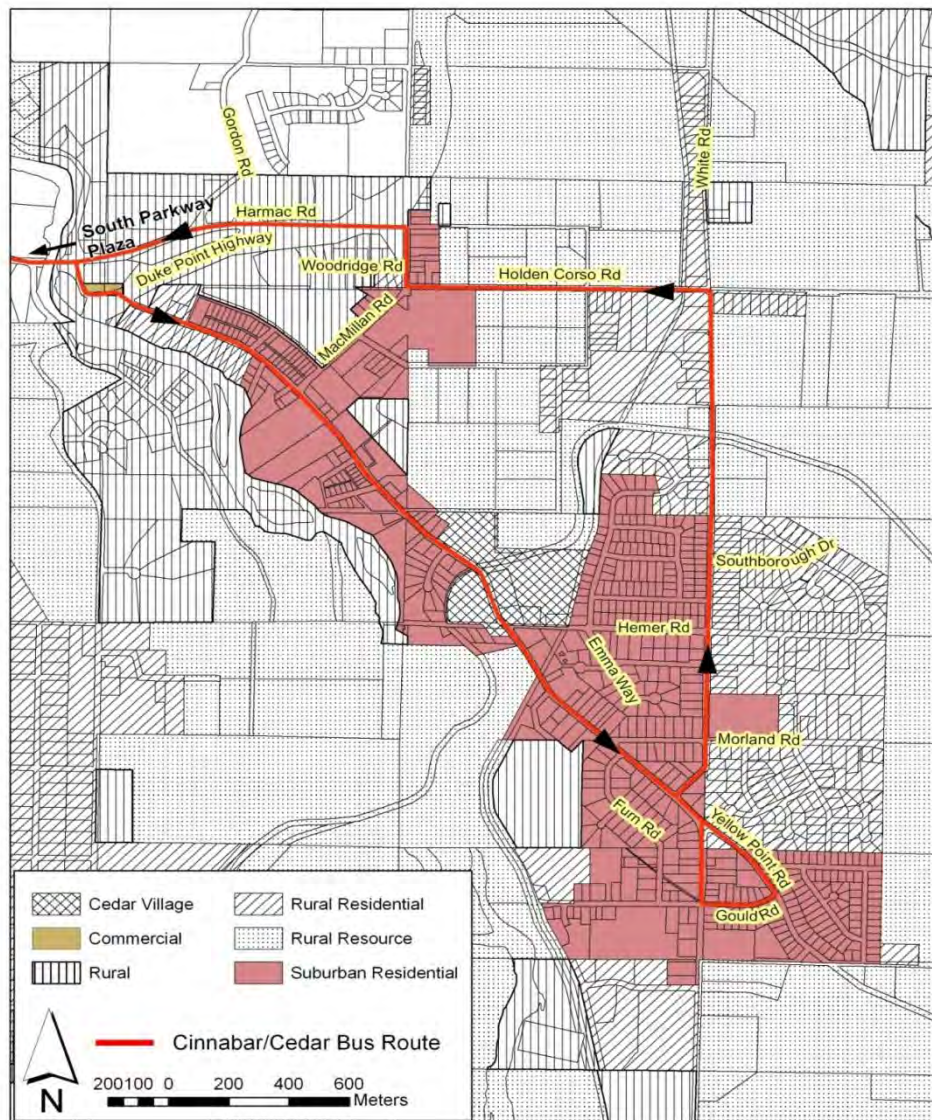 Gordon Rd
White Rd
South Parkway
Plaza
Harmac Rd
Duke Point Highway
Woodridge Rd
Holden Corso Rd
MacMillan Rd
Southborough Dr
Hemer Rd
Emma Way
Morland Rd
Furn Rd
Yellow Point Rd
Gould Rd
Cedar Village
Rural Residential
Commercial
Rural Resource
Rural
Suburban Residential
Cinnabar/Cedar Bus Route
N
200100 0 200 400 600
Meters